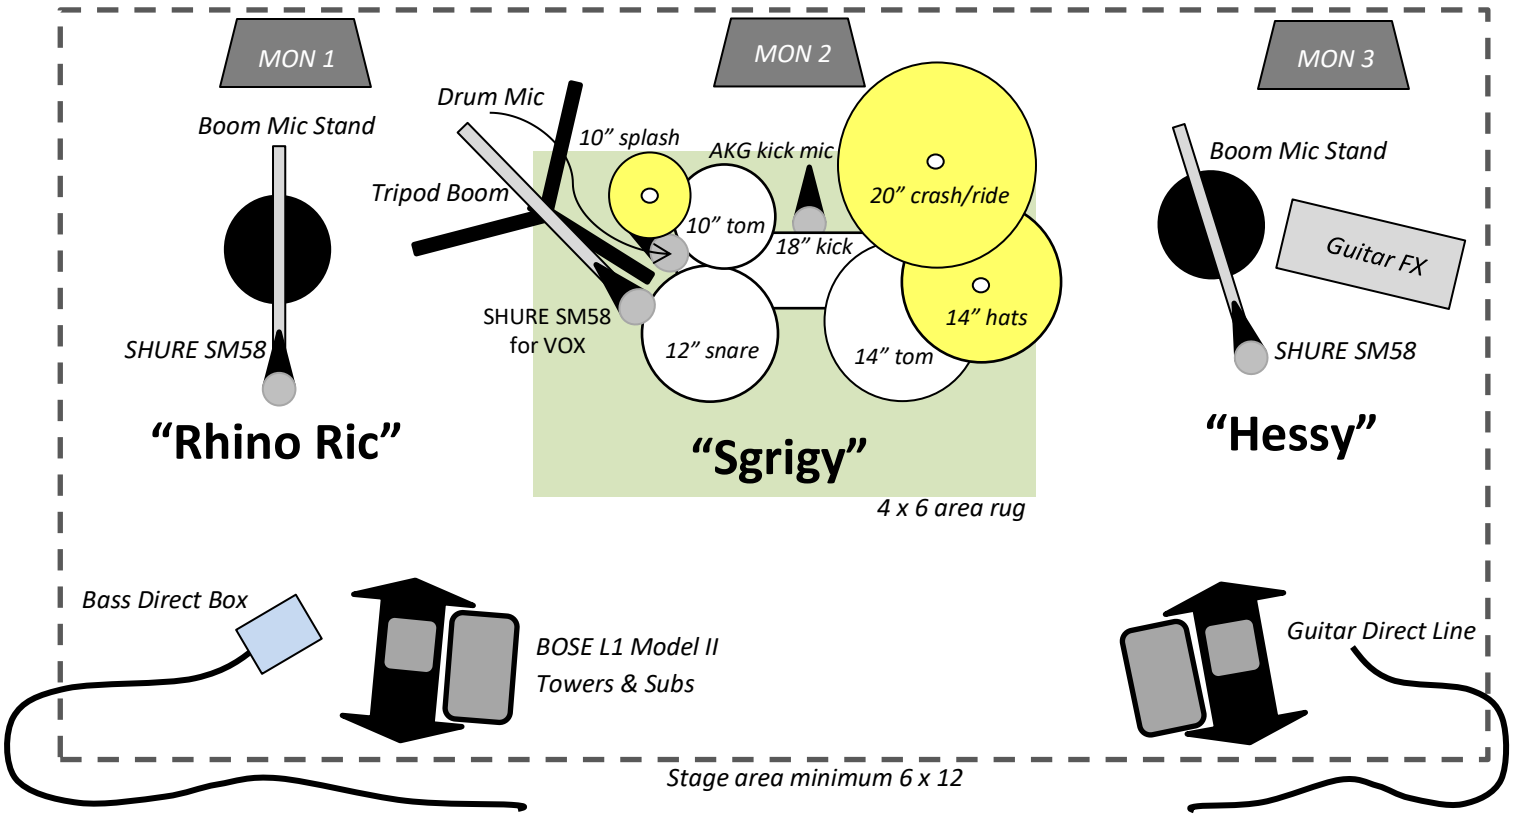 MON 1
MON 2
MON 3
Drum Mic
Boom Mic Stand
10” splash
AKG kick mic
Boom Mic Stand
Tripod Boom
20” crash/ride
10” tom
18” kick
Guitar FX
SHURE SM58
for VOX
14” hats
SHURE SM58
12” snare
14” tom
SHURE SM58
“Rhino Ric”
“Sgrigy”
“Hessy”
4 x 6 area rug
Bass Direct Box
BOSE L1 Model II
Towers & Subs
Guitar Direct Line
Stage area minimum 6 x 12